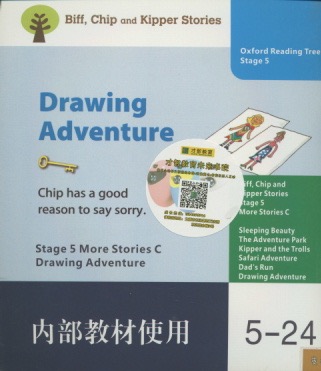 Biff, Chip and Kipper Stories
Oxford Reading Tree
Stage 5
Drawing
Adventure
Chip has a good
reason to say sorry.
Biff, Chip and
Kipper Stories
Stage 5
More Stories C
Sleeping Beauty
The Adventure Park
Kipper and the Trolls
Safari Adventure
Dad's Run
Drawing Adventure
Stage 5 More Stories C
Drawing Adventure
内部教材使用
5-24